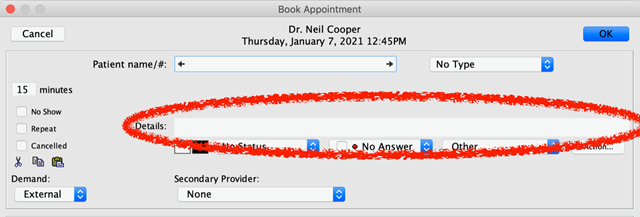 Book Appointment
Cancel
Dr. Neil Cooper
Thursday, January 7, 2021 12:45PM
OK
Patient name/#:
No Type
15 minutes
No Show
Repeat
Cancelled
Details:
No Status
No Answer
Other
Action...
Demand:
External
Secondary Provider:
None